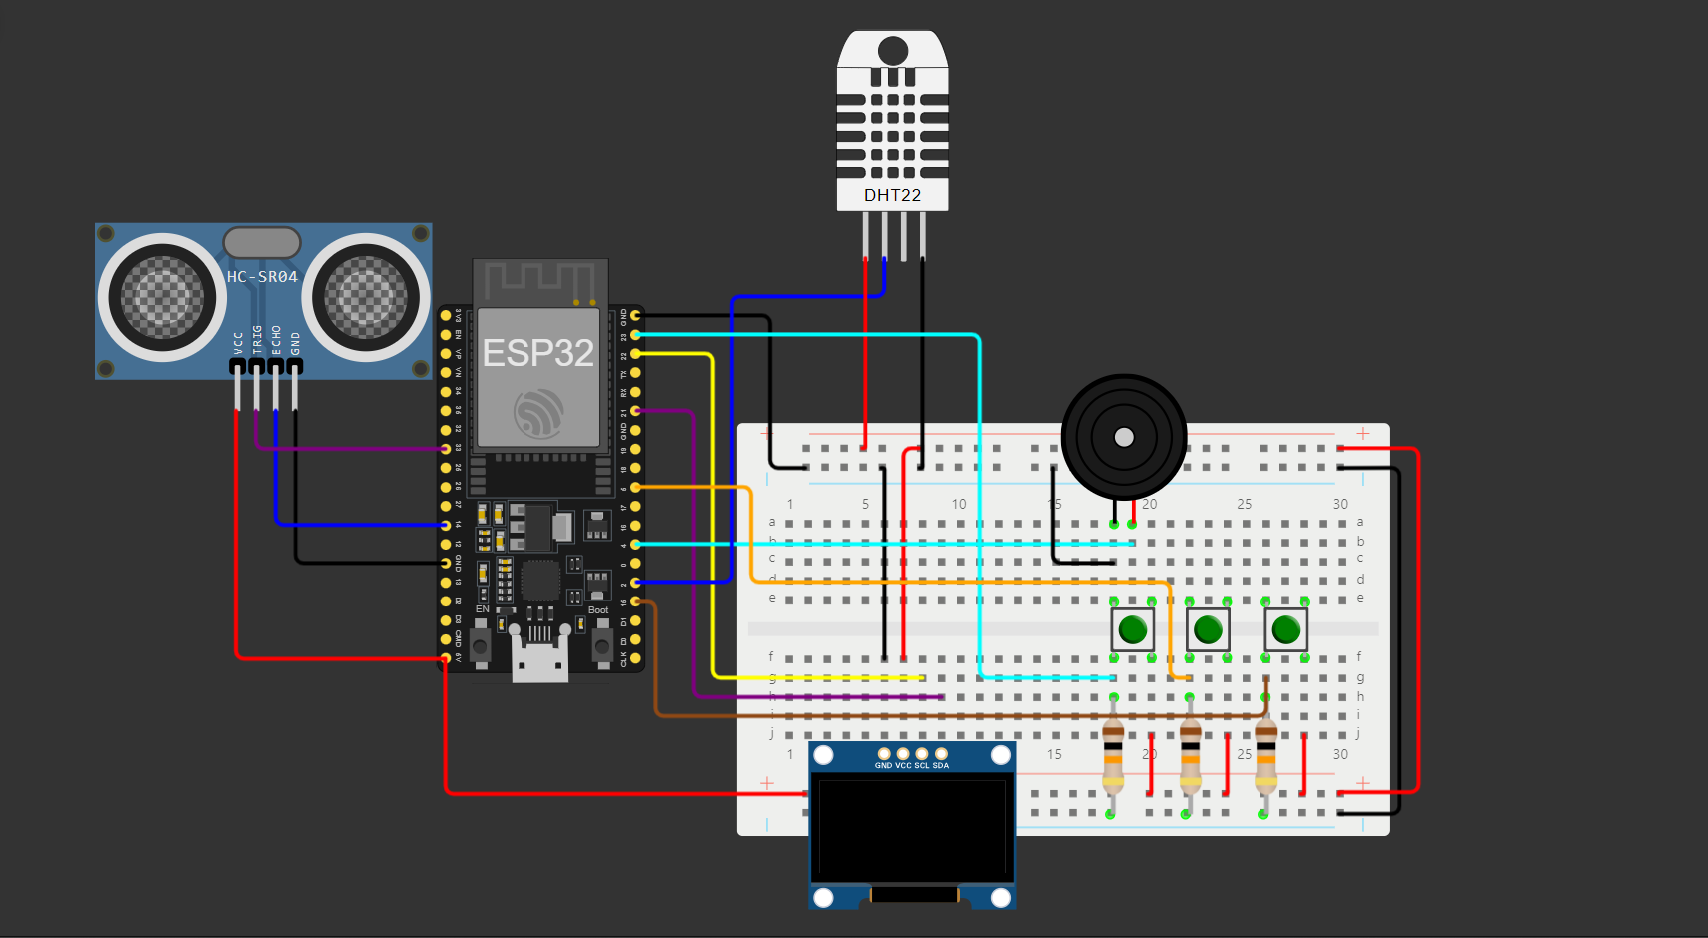 DHT22
HC-SR04
VCC
TRIG
ECHO
GND
ESP32
3V3
EN
VP
VN
34
35
32
33
25
26
27
14
12
GND
13
D2
D3
CMD
5V
GND
23
22
TX
RX
21
GND
19
18
5
17
16
4
0
2
15
D1
CLK
EN
Boot
+ +
1 5 10 15 20 25 30
a a
b b
c c
d d
e e
f f
g g
h h
i i
j j
1 15 20 25 30
+ +
GND VCC SCL SDA